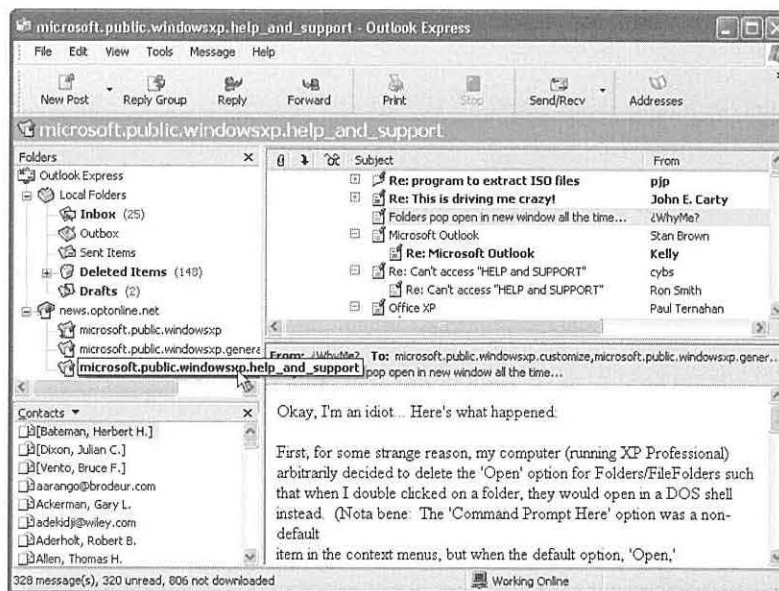 microsoft.public.windowsxp.help_and_support - Outlook Express
File Edit View Tools Message Help
New Post Reply Group Reply Forward Print Stop Send/Recv Addresses
microsoft.public.windowsxp.help_and_support
Folders
Outlook Express
Local Folders
Inbox (25)
Outbox
Sent Items
Deleted Items (148)
Drafts (2)
news.optonline.net
microsoft.public.windowsxp
microsoft.public.windowsxp.genera
microsoft.public.windowsxp.help_and_support
Contacts
[Bateman, Herbert H.]
[Dixon, Julian C.]
[Vento, Bruce F.]
aarango@brodeur.com
Ackerman, Gary L.
adekidji@wiley.com
Aderholt, Robert B.
Allen, Thomas H.
Subject From
Re: program to extract ISO files pjp
Re: This is driving me crazy! John E. Carty
Folders pop open in new window all the time... ¿WhyMe?
Microsoft Outlook Stan Brown
Re: Microsoft Outlook Kelly
Re: Can't access "HELP and SUPPORT" cybs
Re: Can't access "HELP and SUPPORT" Ron Smith
Office XP Paul Ternahan
From: ¿WhyMe? To: microsoft.public.windowsxp.customize,microsoft.public.windowsxp.gener...
pop open in new window all the time...
Okay, I'm an idiot... Here's what happened:
First, for some strange reason, my computer (running XP Professional)
arbitrarily decided to delete the 'Open' option for Folders/FileFolders such
that when I double clicked on a folder, they would open in a DOS shell
instead. (Nota bene: The 'Command Prompt Here' option was a non-
default
item in the context menus, but when the default option, 'Open,'
328 message(s), 320 unread, 806 not downloaded
Working Online